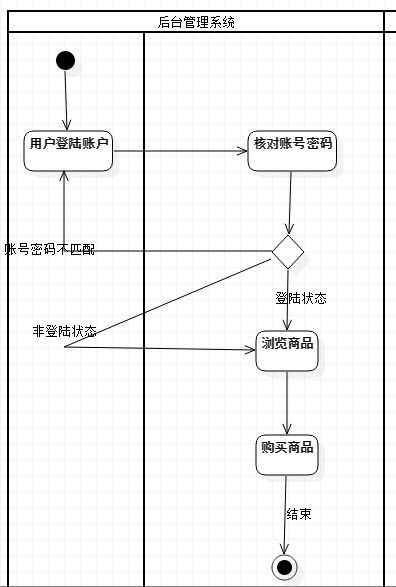 后台管理系统
用户登陆账户
核对账号密码
账号密码不匹配
登陆状态
非登陆状态
浏览商品
购买商品
结束